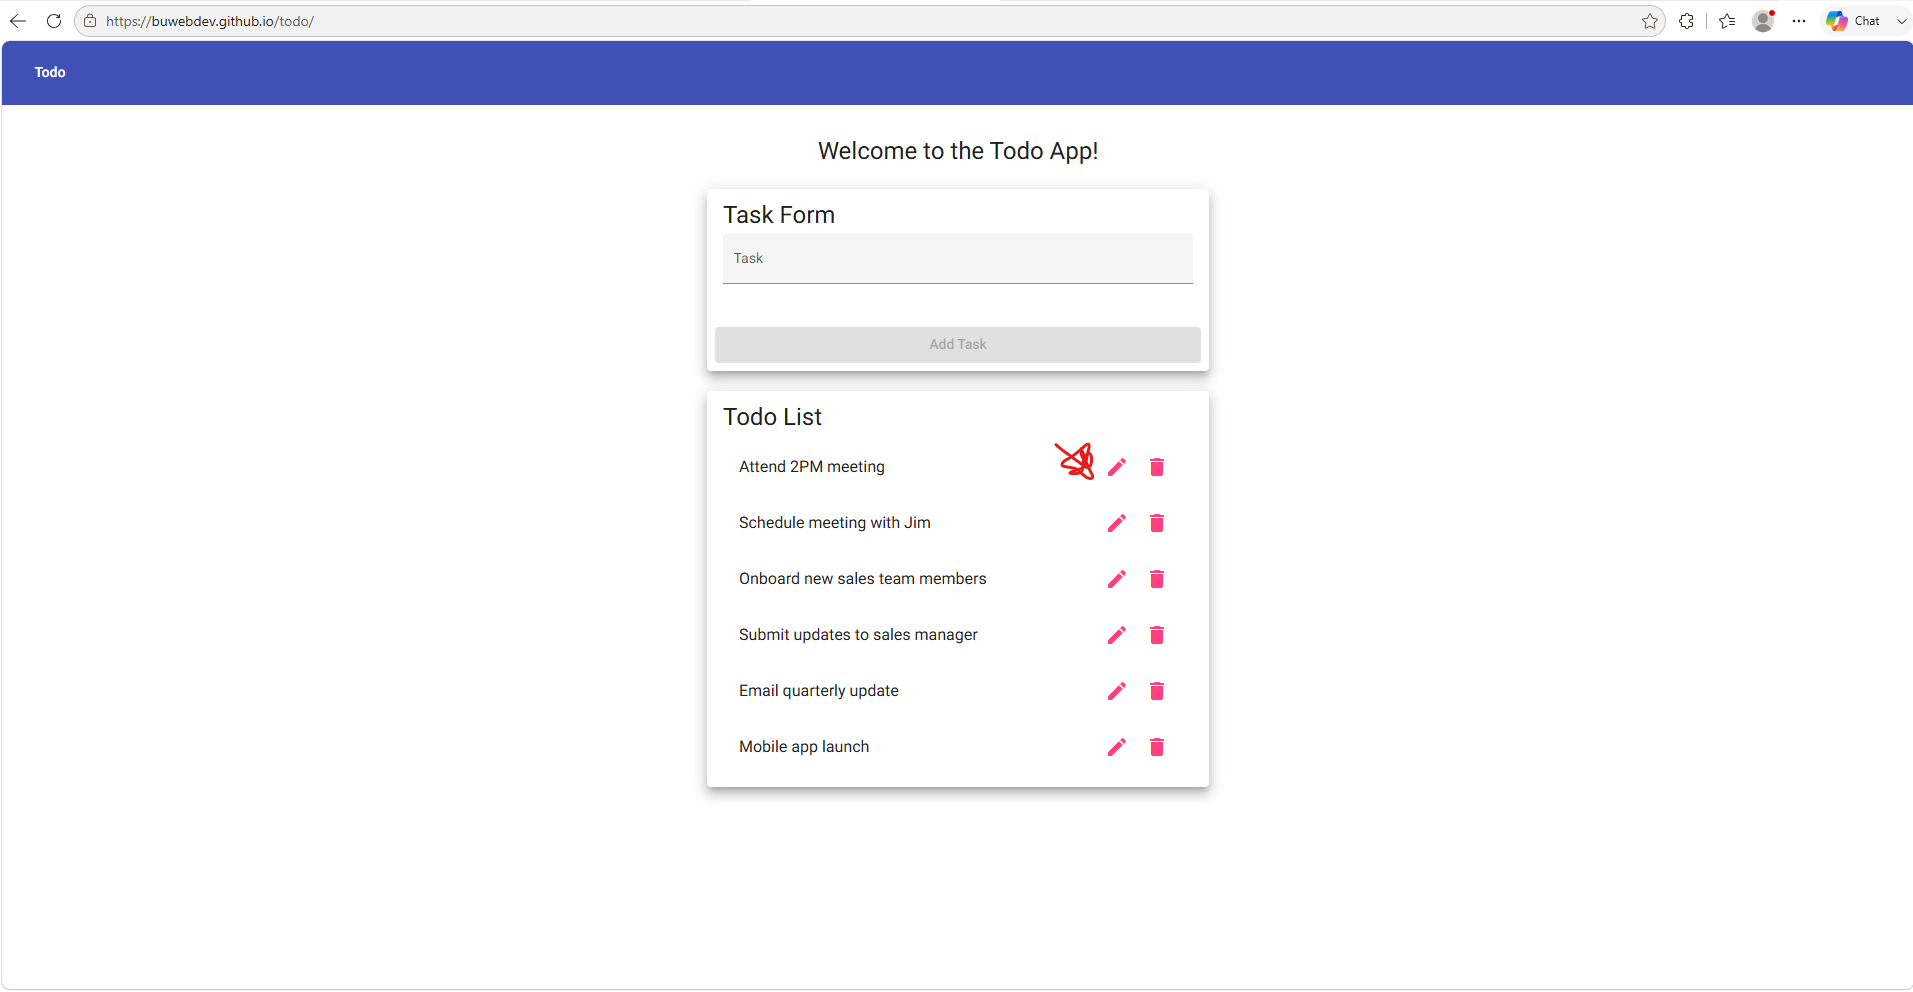 https://buwebdev.github.io/todo/
Chat
Todo
Welcome to the Todo App!
Task Form
Task
Add Task
Todo List
Attend 2PM meeting
Schedule meeting with Jim
Onboard new sales team members
Submit updates to sales manager
Email quarterly update
Mobile app launch